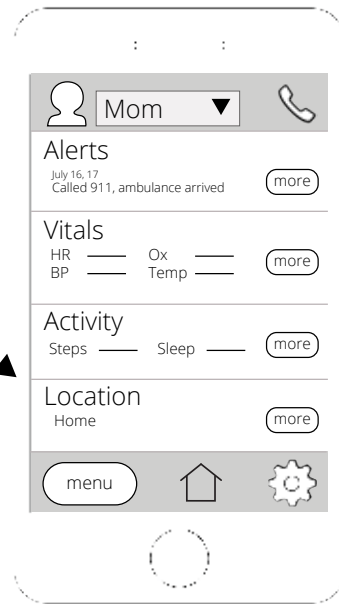 Mom
Alerts
July 16, 17
Called 911, ambulance arrived
more
Vitals
HR Ox
BP Temp
more
Activity
Steps Sleep
more
Location
Home
more
menu